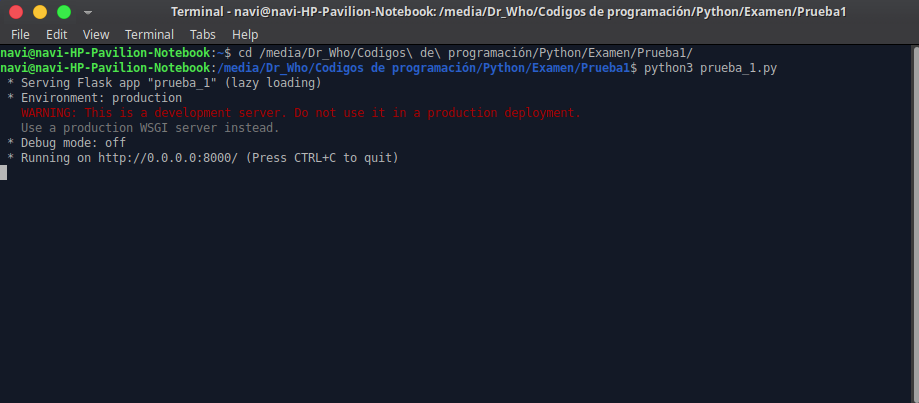 Terminal - navi@navi-HP-Pavilion-Notebook: /media/Dr_Who/Codigos de programación/Python/Examen/Prueba1
File Edit View Terminal Tabs Help
navi@navi-HP-Pavilion-Notebook:~$ cd /media/Dr_Who/Codigos\ de\ programación/Python/Examen/Prueba1/
navi@navi-HP-Pavilion-Notebook:/media/Dr_Who/Codigos de programación/Python/Examen/Prueba1$ python3 prueba_1.py
 * Serving Flask app "prueba_1" (lazy loading)
 * Environment: production
   WARNING: This is a development server. Do not use it in a production deployment.
   Use a production WSGI server instead.
 * Debug mode: off
 * Running on http://0.0.0.0:8000/ (Press CTRL+C to quit)